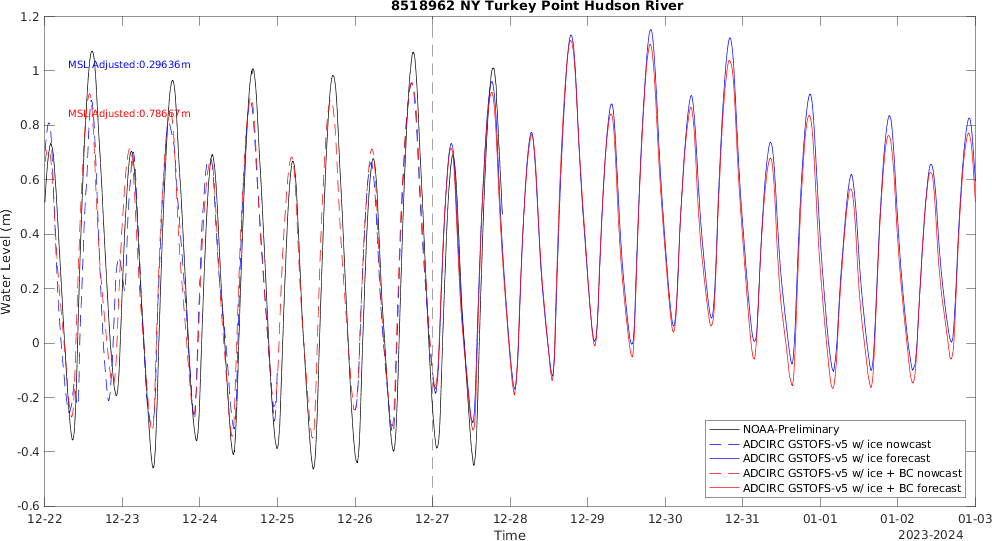 8518962 NY Turkey Point Hudson River
1.2
1
0.8
0.6
0.4
0.2
0
-0.2
-0.4
-0.6
Water Level (m)
MSL Adjusted:0.29636m
MSL Adjusted:0.78667m
NOAA-Preliminary
ADCIRC GSTOFS-v5 w/ ice nowcast
ADCIRC GSTOFS-v5 w/ ice forecast
ADCIRC GSTOFS-v5 w/ ice + BC nowcast
ADCIRC GSTOFS-v5 w/ ice + BC forecast
12-22 12-23 12-24 12-25 12-26 12-27 12-28 12-29 12-30 12-31 01-01 01-02 01-03
Time
2023-2024